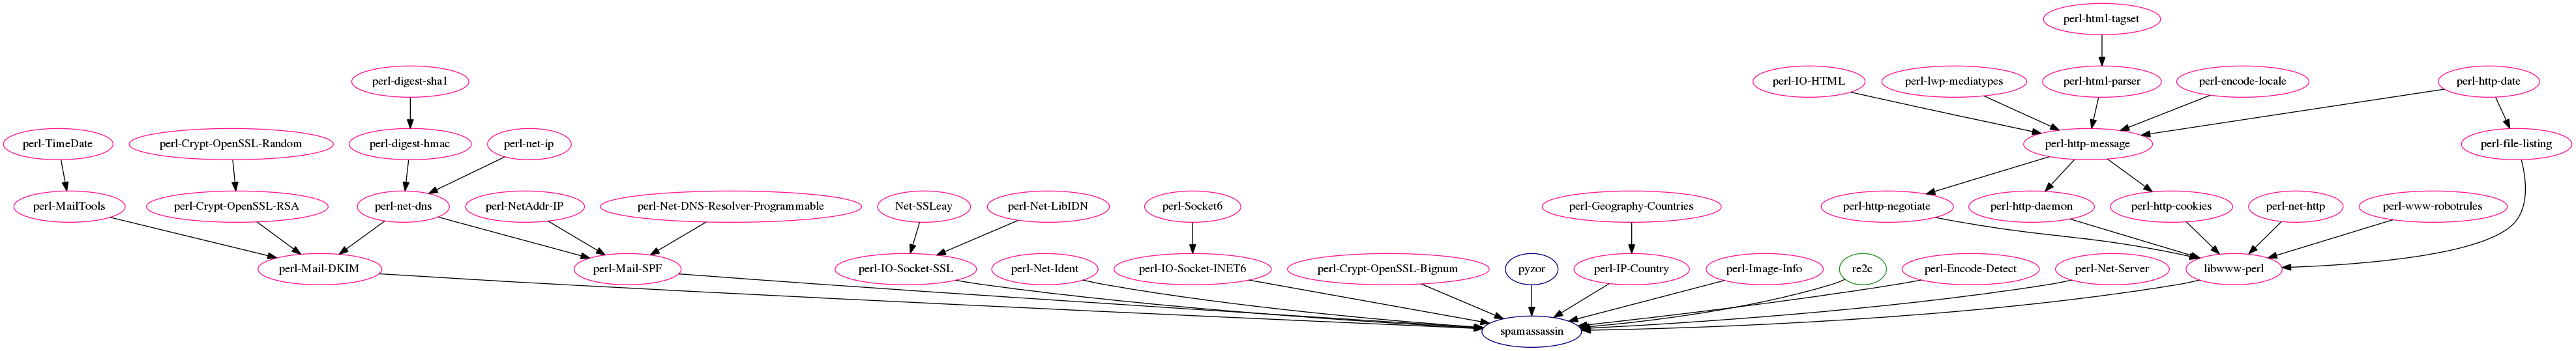 perl-html-tagset
perl-digest-sha1
perl-IO-HTML
perl-lwp-mediatypes
perl-html-parser
perl-encode-locale
perl-http-date
perl-TimeDate
perl-Crypt-OpenSSL-Random
perl-digest-hmac
perl-net-ip
perl-http-message
perl-file-listing
perl-MailTools
perl-Crypt-OpenSSL-RSA
perl-net-dns
perl-NetAddr-IP
perl-Net-DNS-Resolver-Programmable
Net-SSLeay
perl-Net-LibIDN
perl-Socket6
perl-Geography-Countries
perl-http-negotiate
perl-http-daemon
perl-http-cookies
perl-net-http
perl-www-robotrules
perl-Mail-DKIM
perl-Mail-SPF
perl-IO-Socket-SSL
perl-Net-Ident
perl-IO-Socket-INET6
perl-Crypt-OpenSSL-Bignum
pyzor
perl-IP-Country
perl-Image-Info
re2c
perl-Encode-Detect
perl-Net-Server
libwww-perl
spamassassin